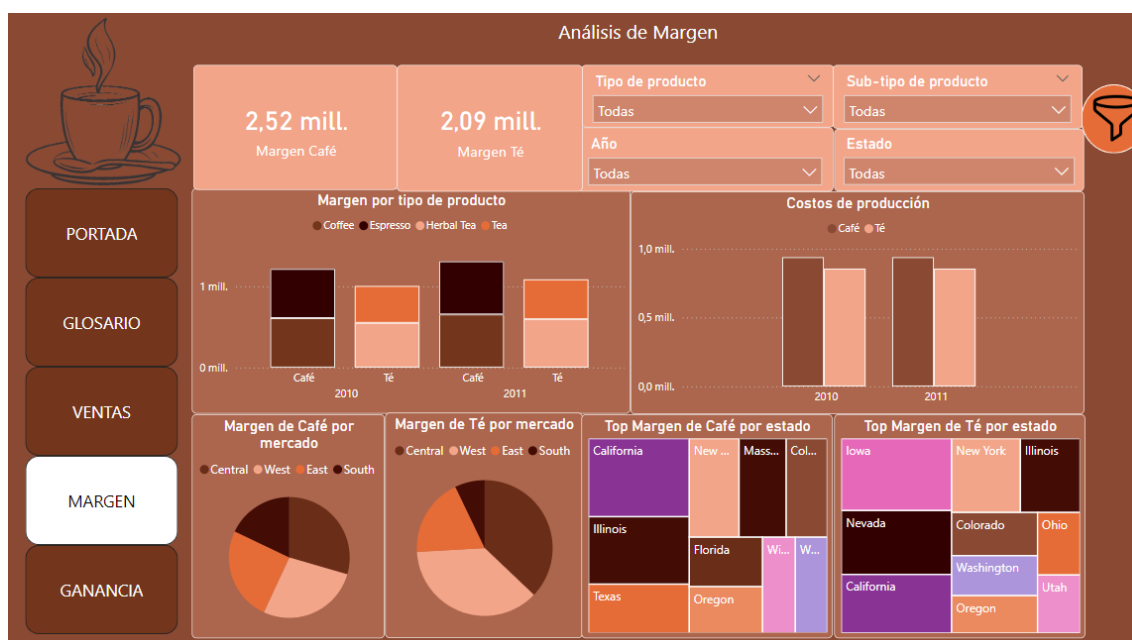 Análisis de Margen
2,52 mill.
Margen Café
2,09 mill.
Margen Té
Tipo de producto
Todas
Sub-tipo de producto
Todas
Año
Todas
Estado
Todas
PORTADA
GLOSARIO
VENTAS
MARGEN
GANANCIA
Margen por tipo de producto
Coffee Espresso Herbal Tea Tea
1 mill.
0 mill.
Café Té Café Té
2010 2011
Costos de producción
Café Té
1,0 mill.
0,5 mill.
0,0 mill.
2010 2011
Margen de Café por
mercado
Central West East South
Margen de Té por mercado
Central West East South
Top Margen de Café por estado
California
New ...
Mass...
Col...
Illinois
Florida
Wi...
W...
Texas
Oregon
Top Margen de Té por estado
Iowa
New York
Illinois
Nevada
Colorado
Ohio
Washington
California
Utah
Oregon